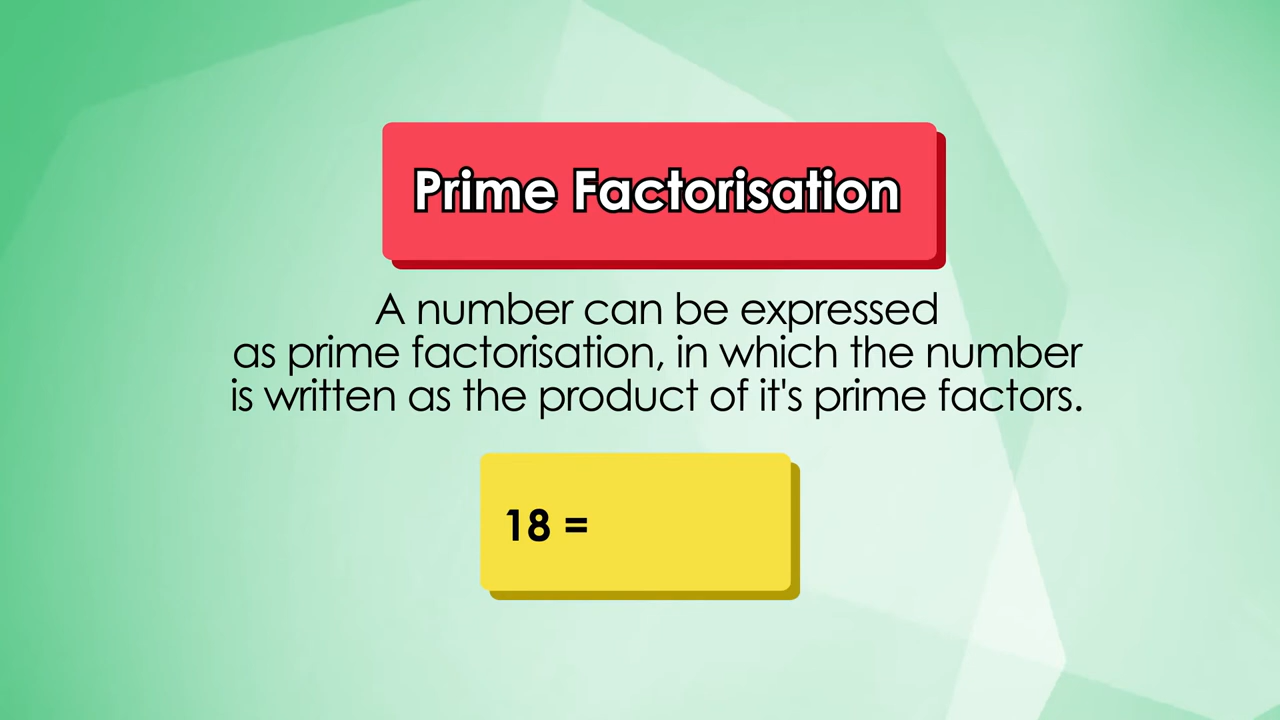 Prime Factorisation
A number can be expressed
as prime factorisation, in which the number
is written as the product of it's prime factors.
18 =